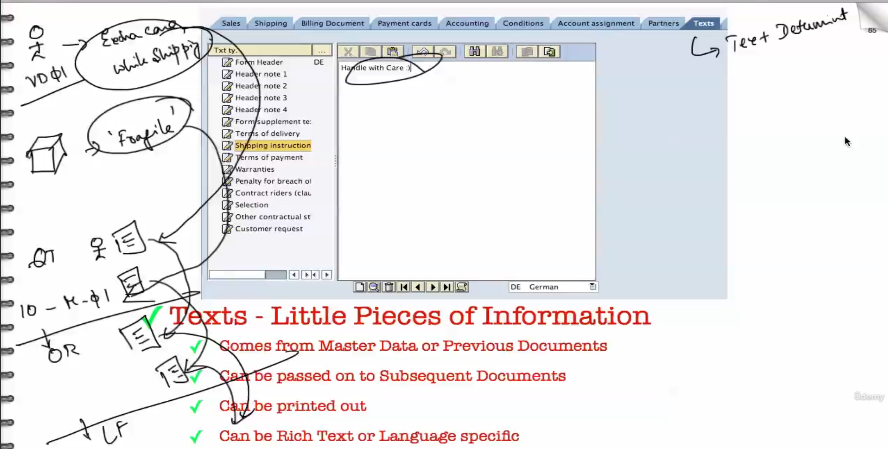 Sales Shipping Billing Document Payment cards Accounting Conditions Account assignment Partners Texts
Text Determint
85
Extra care
while shipping
Txt ty. ...
Form Header DE
Header note 1
Header note 2
Header note 3
Header note 4
Form supplement te:
Terms of delivery
Shipping instruction
Terms of payment
Warranties
Penalty for breach of
Contract riders (clau
Selection
Other contractual st
Customer request
Handle with Care :)
VD01
'Fragile'
QT
10 - M-01
OR
LF
DE German
Texts - Little Pieces of Information
Comes from Master Data or Previous Documents
Can be passed on to Subsequent Documents
Can be printed out
Can be Rich Text or Language specific
Udemy